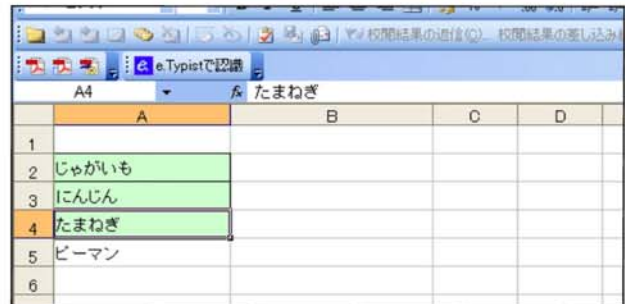 校閲結果の返信(C)... 校閲結果の差し込み
e.Typistで認識
A4 fx たまねぎ
A B C D
1
2 じゃがいも
3 にんじん
4 たまねぎ
5 ピーマン
6